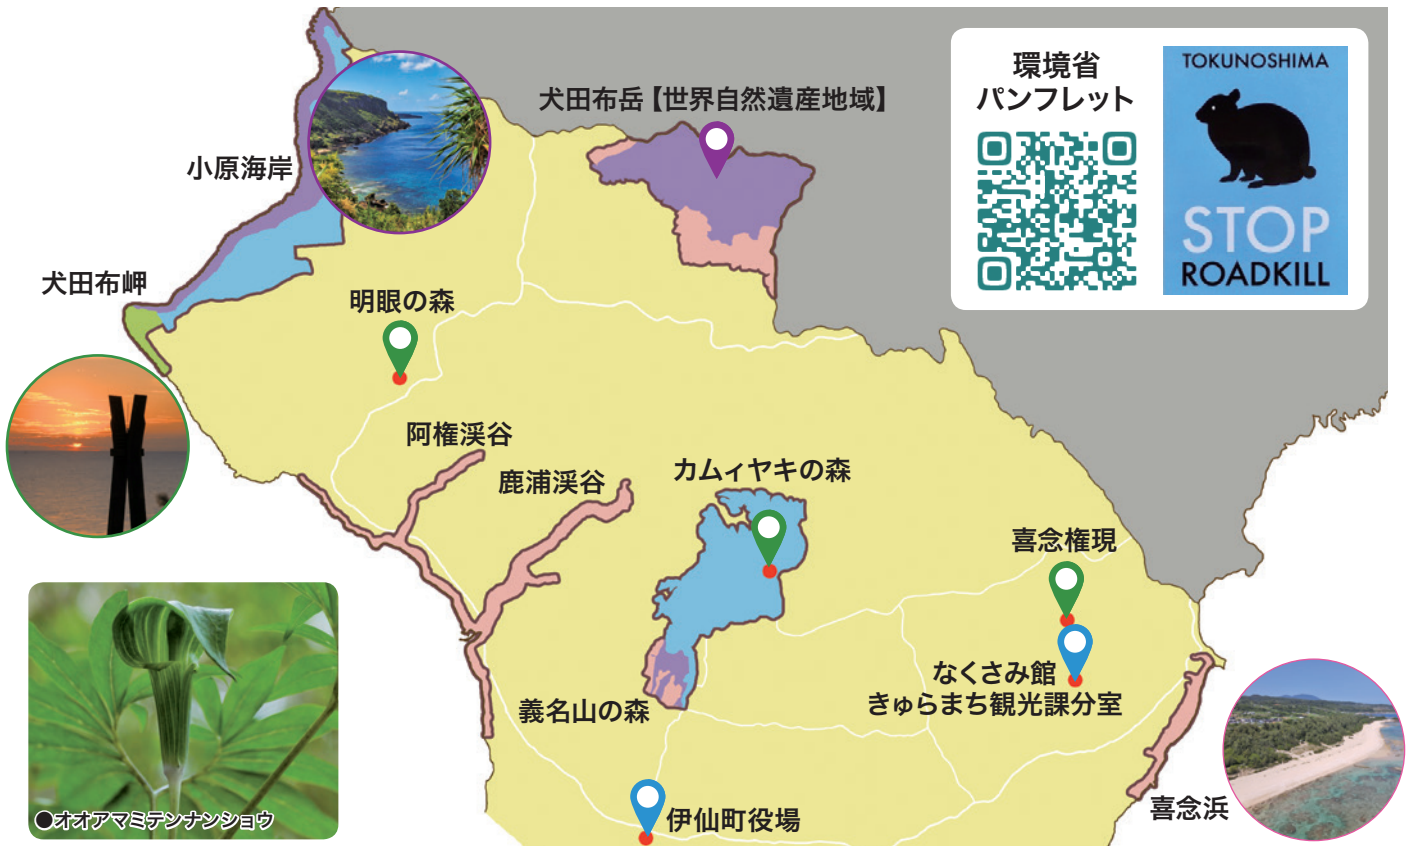 環境省
パンフレット
TOKUNOSHIMA
STOP
ROADKILL
犬田布岳【世界自然遺産地域】
小原海岸
犬田布岬
明眼の森
阿権渓谷
鹿浦渓谷
カムィヤキの森
喜念権現
なくさみ館
きゅらまち観光課分室
義名山の森
伊仙町役場
喜念浜
●オオアマミテンナンショウ